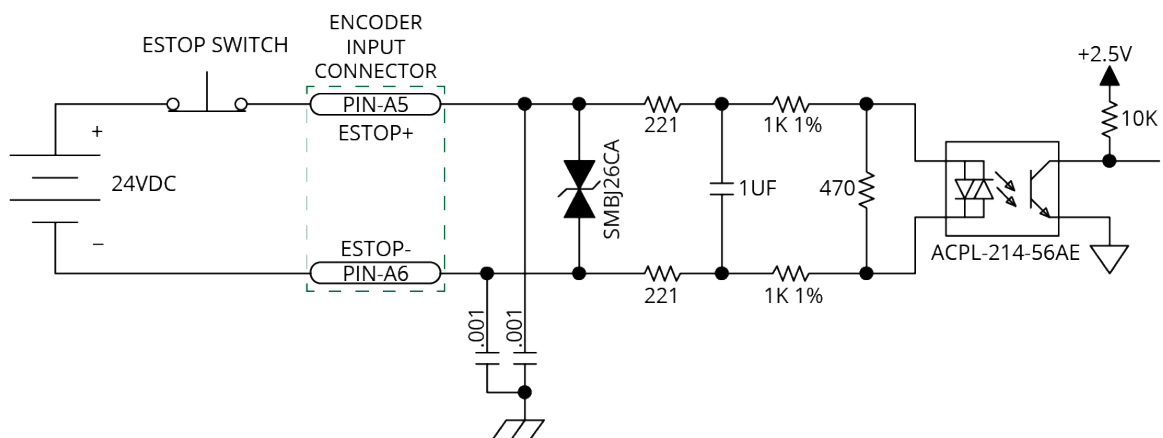 ENCODER
INPUT
CONNECTOR
ESTOP SWITCH
+2.5V
PIN-A5
ESTOP+
221
1K 1%
10K
+
24VDC
–
SMBJ26CA
1UF
470
ESTOP-
PIN-A6
221
1K 1%
ACPL-214-56AE
.001
.001